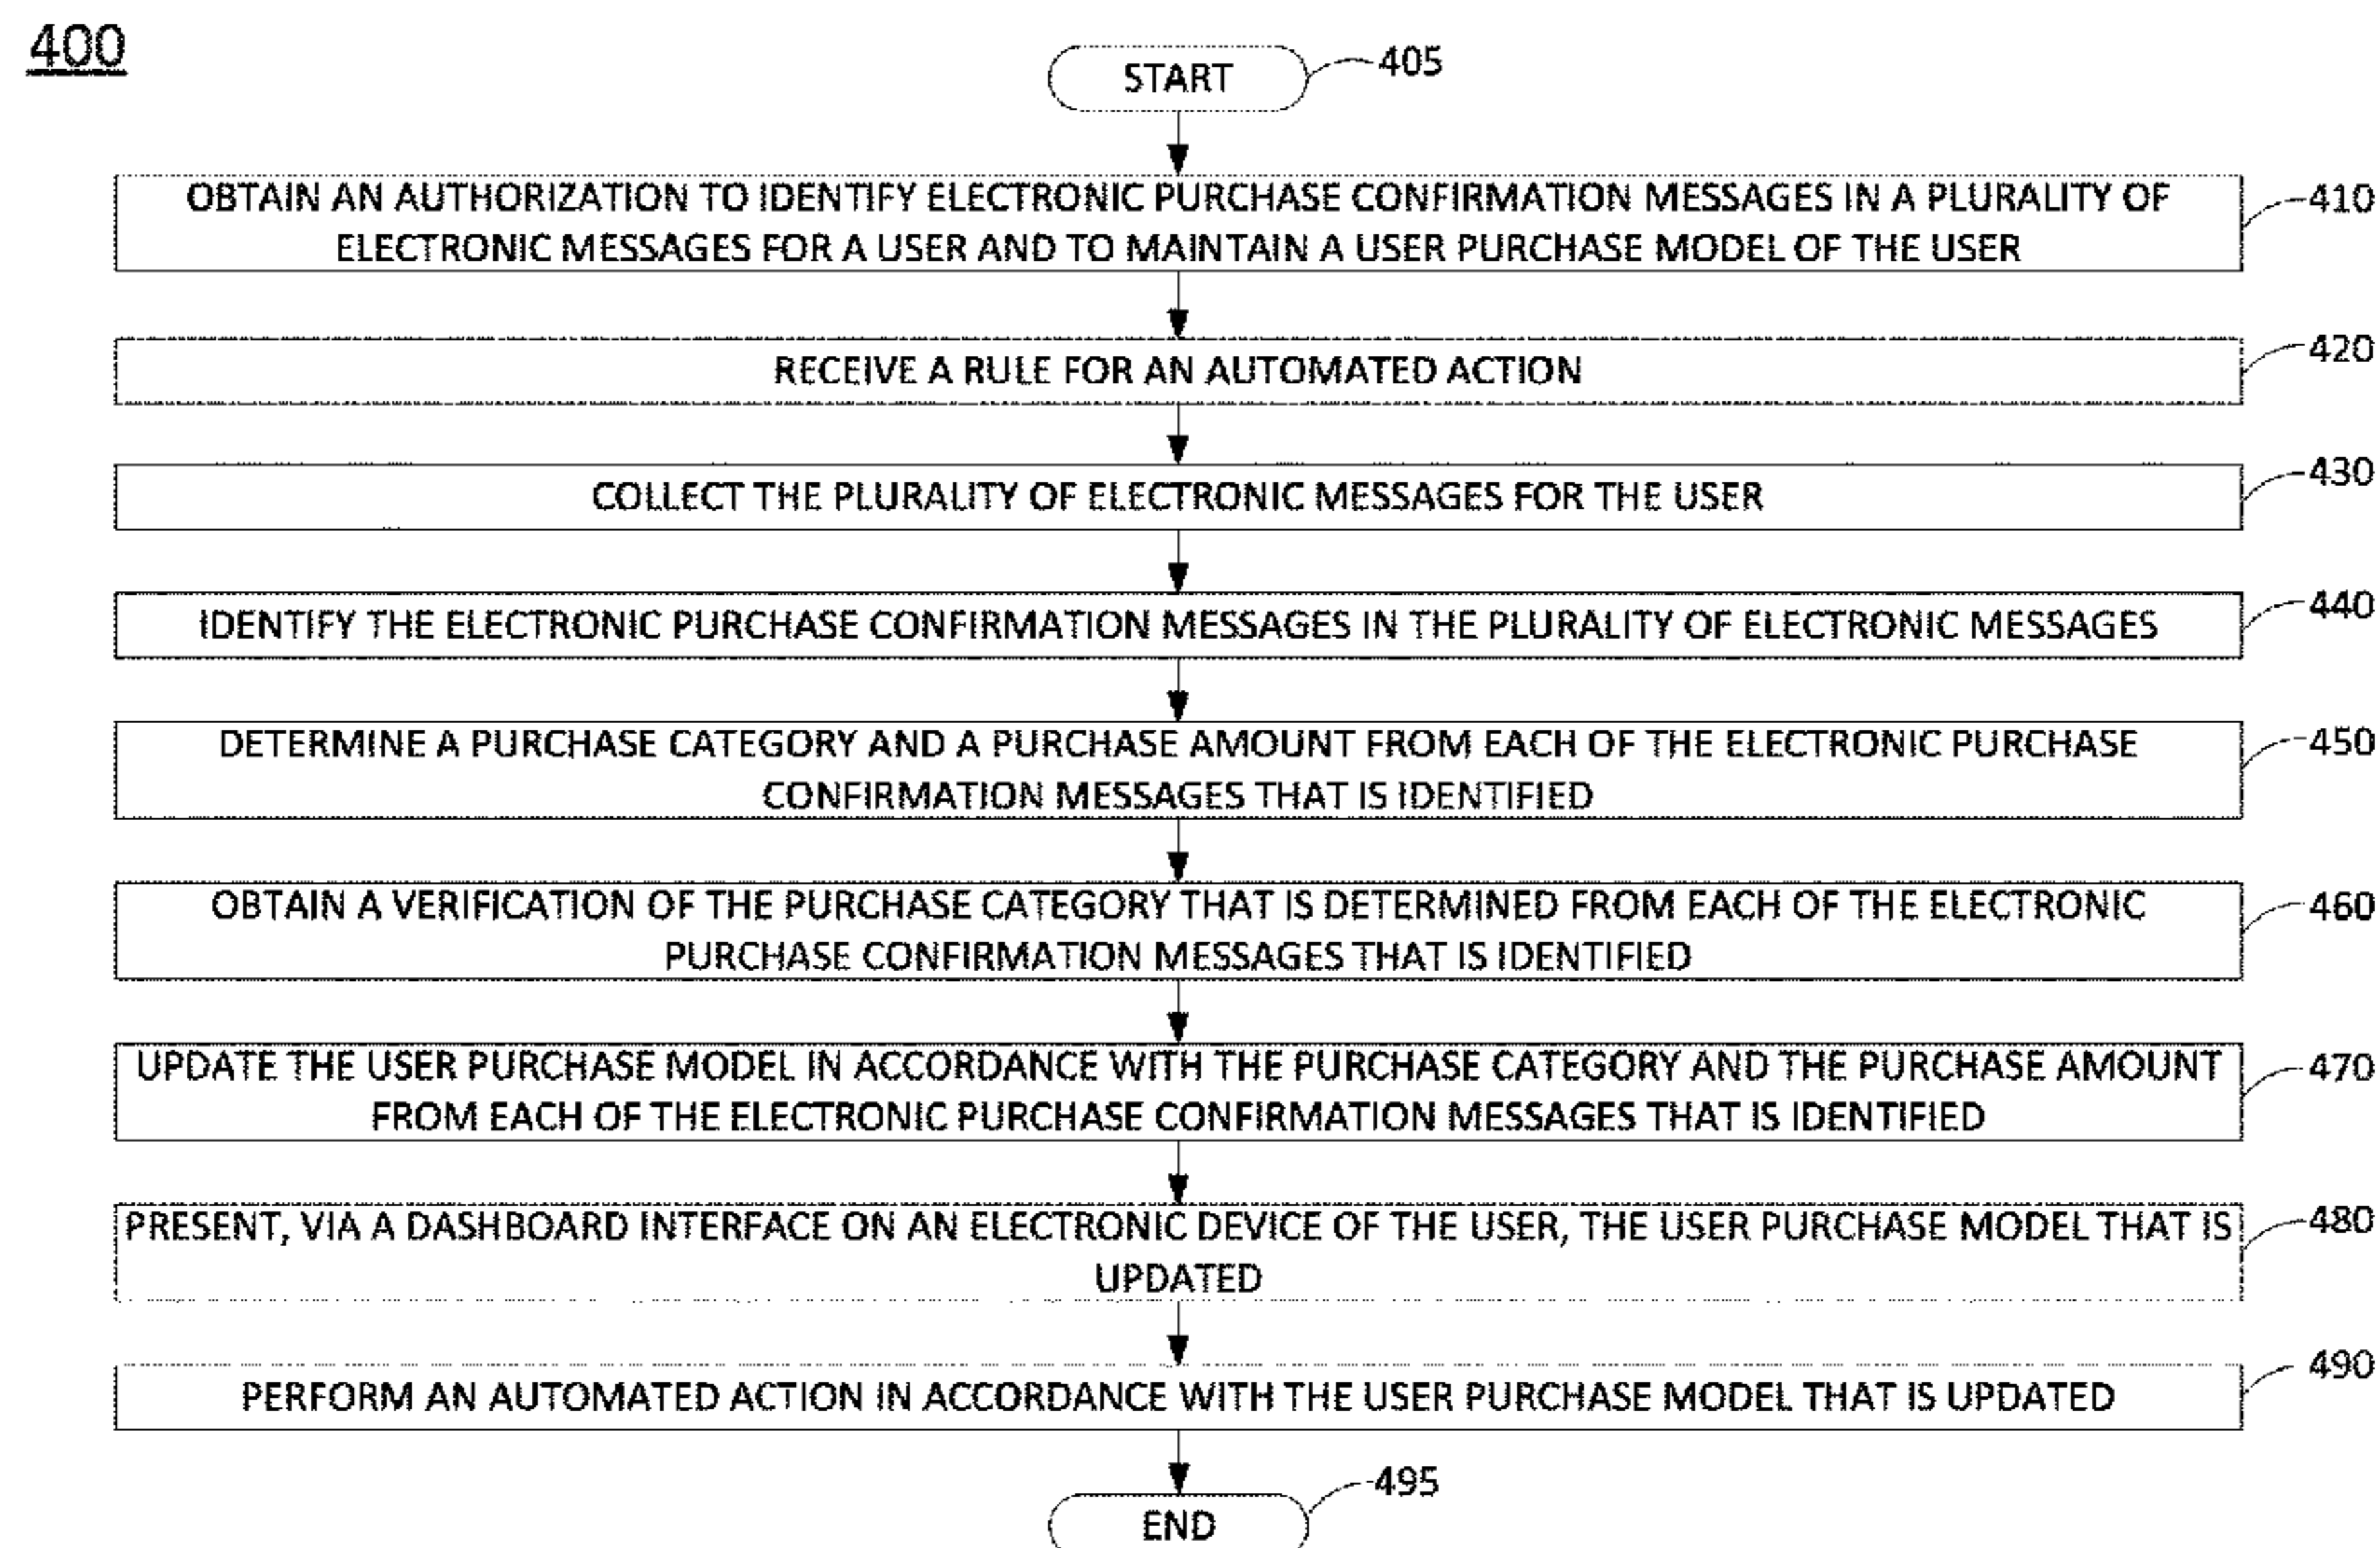 400
START
405
OBTAIN AN AUTHORIZATION TO IDENTIFY ELECTRONIC PURCHASE CONFIRMATION MESSAGES IN A PLURALITY OF
ELECTRONIC MESSAGES FOR A USER AND TO MAINTAIN A USER PURCHASE MODEL OF THE USER
410
RECEIVE A RULE FOR AN AUTOMATED ACTION
420
COLLECT THE PLURALITY OF ELECTRONIC MESSAGES FOR THE USER
430
IDENTIFY THE ELECTRONIC PURCHASE CONFIRMATION MESSAGES IN THE PLURALITY OF ELECTRONIC MESSAGES
440
DETERMINE A PURCHASE CATEGORY AND A PURCHASE AMOUNT FROM EACH OF THE ELECTRONIC PURCHASE
CONFIRMATION MESSAGES THAT IS IDENTIFIED
450
OBTAIN A VERIFICATION OF THE PURCHASE CATEGORY THAT IS DETERMINED FROM EACH OF THE ELECTRONIC
PURCHASE CONFIRMATION MESSAGES THAT IS IDENTIFIED
460
UPDATE THE USER PURCHASE MODEL IN ACCORDANCE WITH THE PURCHASE CATEGORY AND THE PURCHASE AMOUNT
FROM EACH OF THE ELECTRONIC PURCHASE CONFIRMATION MESSAGES THAT IS IDENTIFIED
470
PRESENT, VIA A DASHBOARD INTERFACE ON AN ELECTRONIC DEVICE OF THE USER, THE USER PURCHASE MODEL THAT IS
UPDATED
480
PERFORM AN AUTOMATED ACTION IN ACCORDANCE WITH THE USER PURCHASE MODEL THAT IS UPDATED
490
END
495